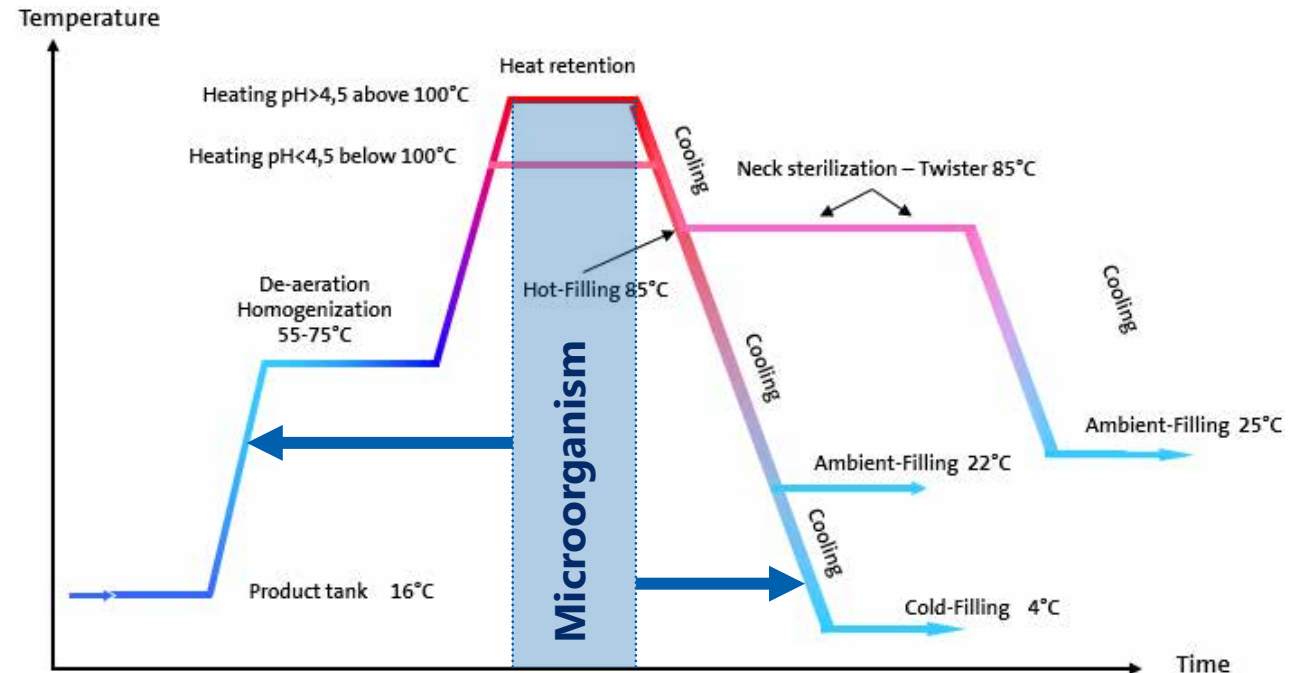 Temperature
Heat retention
Heating pH>4,5 above 100°C
Heating pH<4,5 below 100°C
Cooling
Neck sterilization – Twister 85°C
De-aeration
Homogenization
55-75°C
Hot-Filling 85°C
Cooling
Cooling
Microorganism
Ambient-Filling 25°C
Ambient-Filling 22°C
Cooling
Product tank 16°C
Cold-Filling 4°C
Time